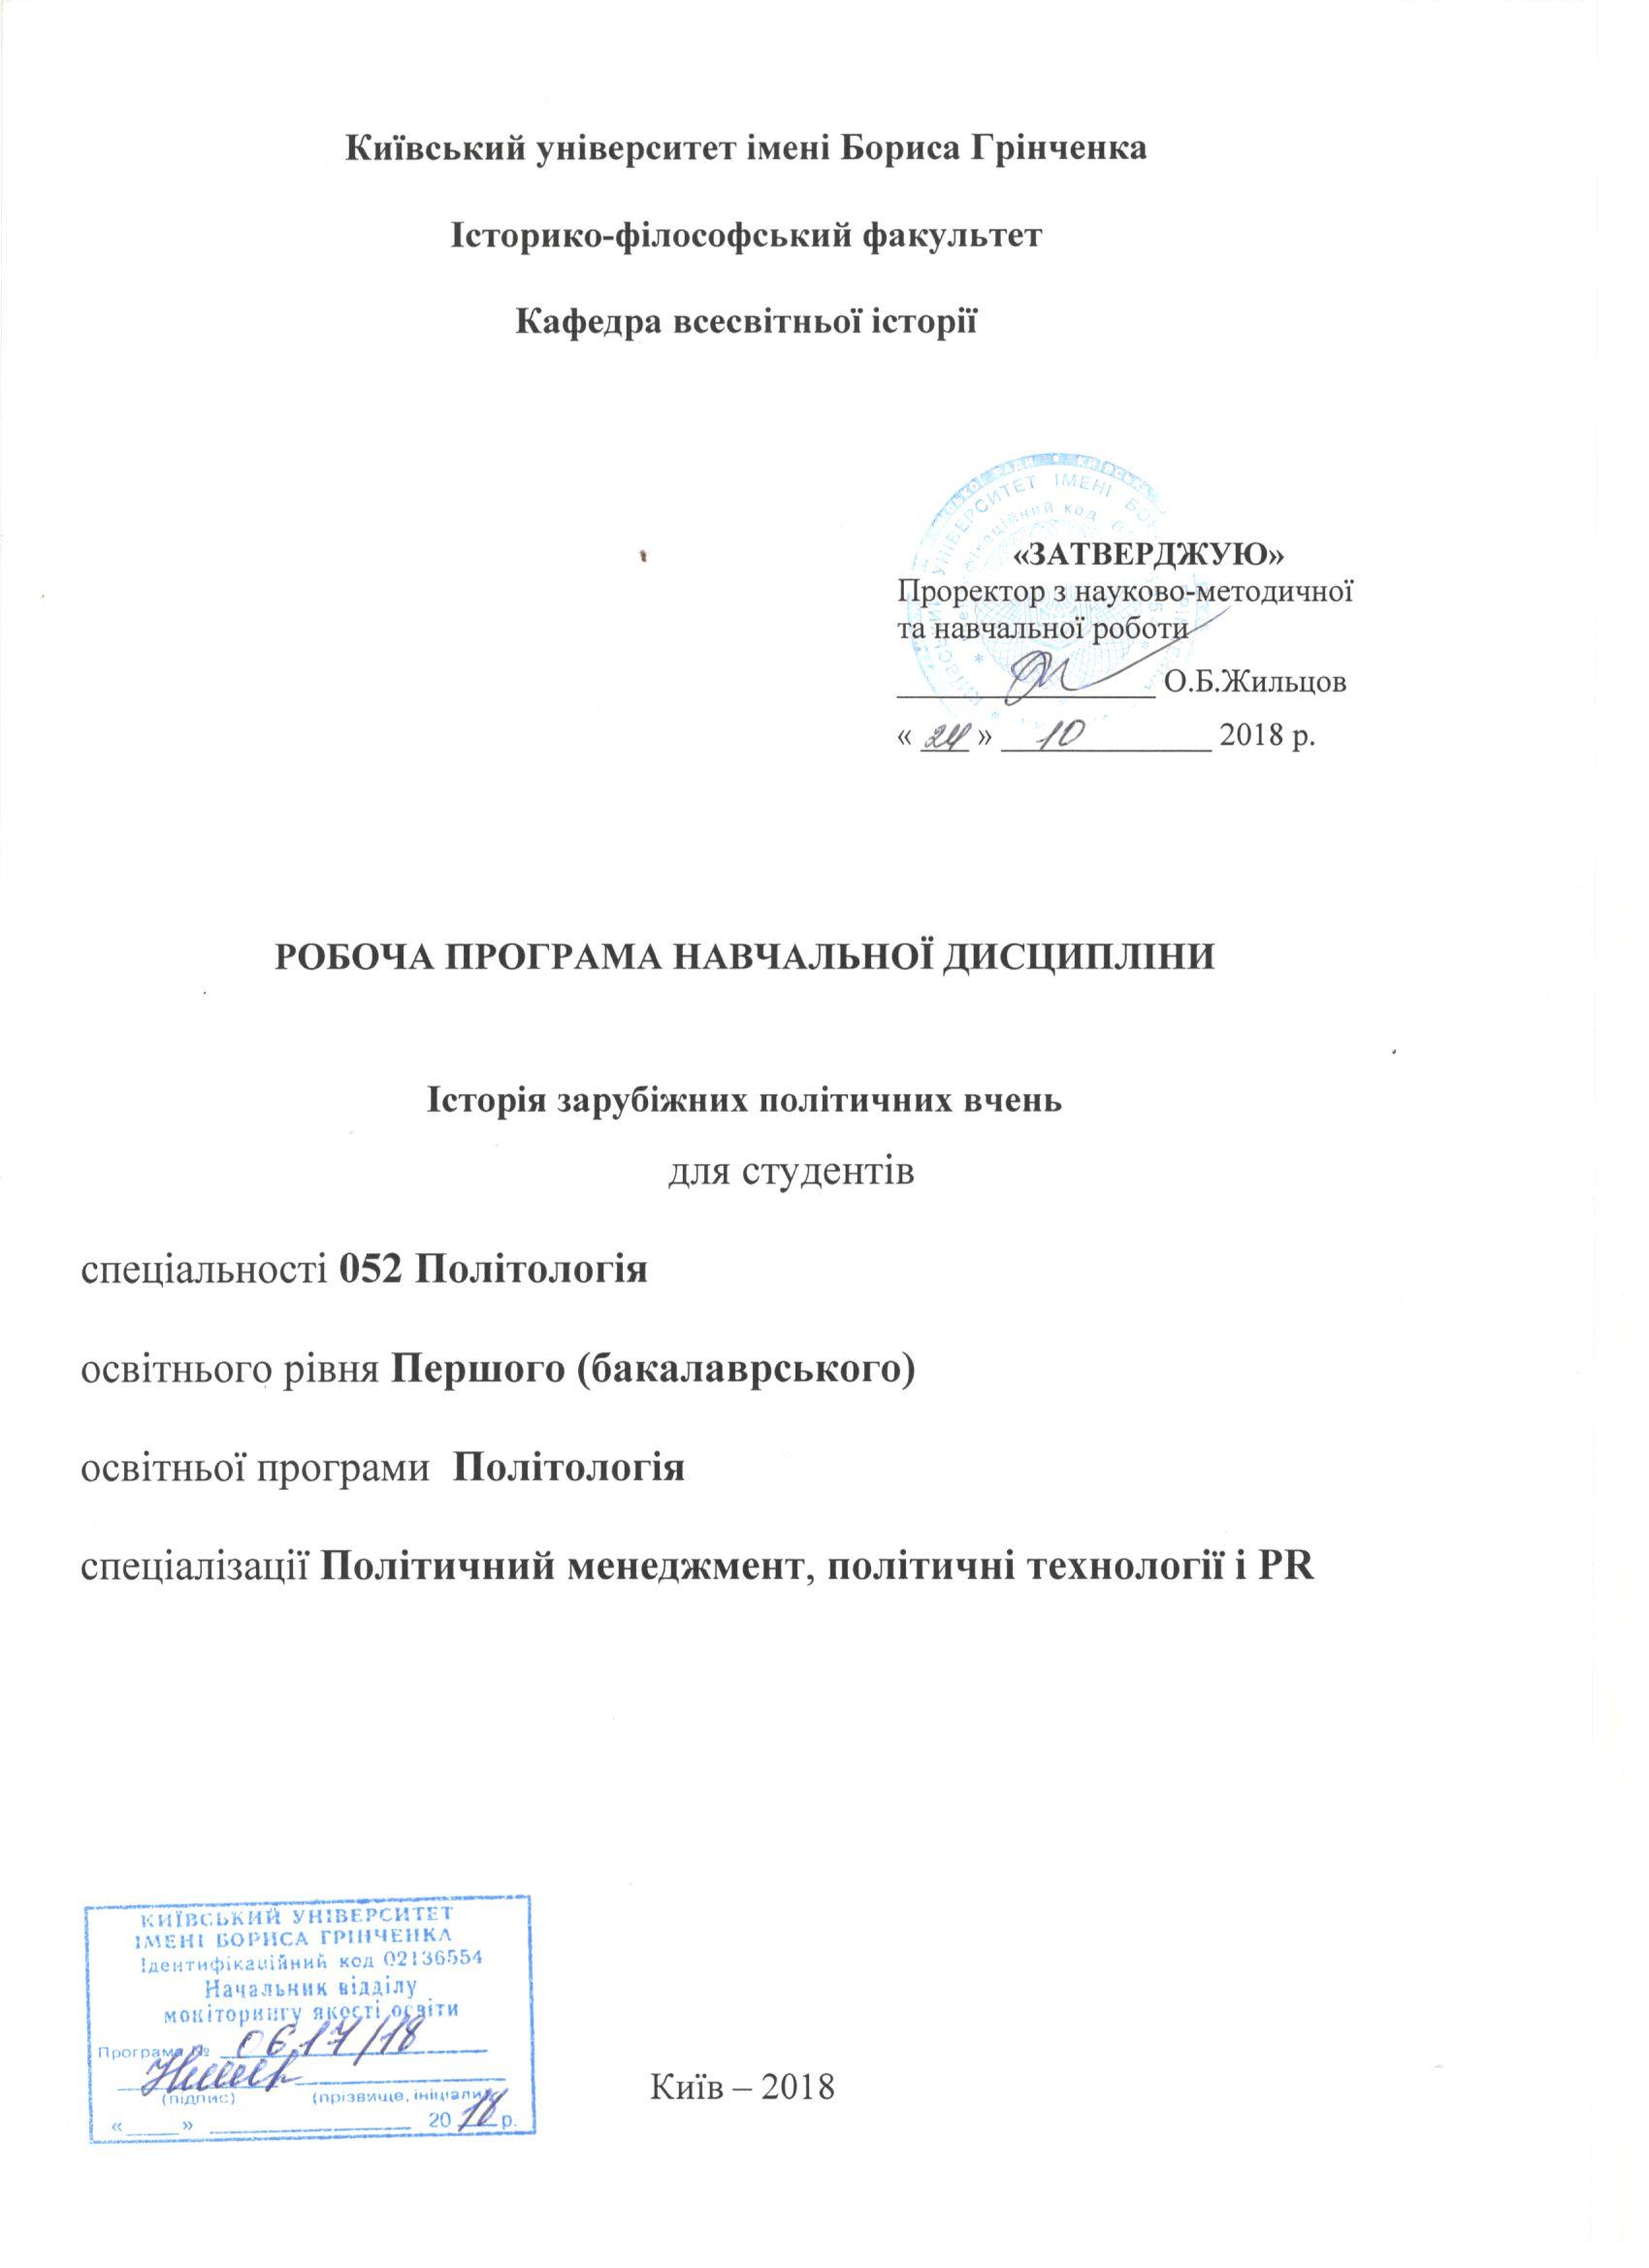 Київський університет імені Бориса Грінченка
Історико-філософський факультет
Кафедра всесвітньої історії
«ЗАТВЕРДЖУЮ»
Проректор з науково-методичної
та навчальної роботи
О.Б.Жильцов
« 24 » 10 2018 р.
РОБОЧА ПРОГРАМА НАВЧАЛЬНОЇ ДИСЦИПЛІНИ
Історія зарубіжних політичних вчень
для студентів
спеціальності 052 Політологія
освітнього рівня Першого (бакалаврського)
освітньої програми Політологія
спеціалізації Політичний менеджмент, політичні технології і PR
КИЇВСЬКИЙ УНІВЕРСИТЕТ
ІМЕНІ БОРИСА ГРІНЧЕНКА
Ідентифікаційний код 02136554
Начальник відділу
моніторингу якості освіти
Програма № 0617/18
(підпис) (прізвище, ініціали)
« » 20 18 р.
Київ – 2018